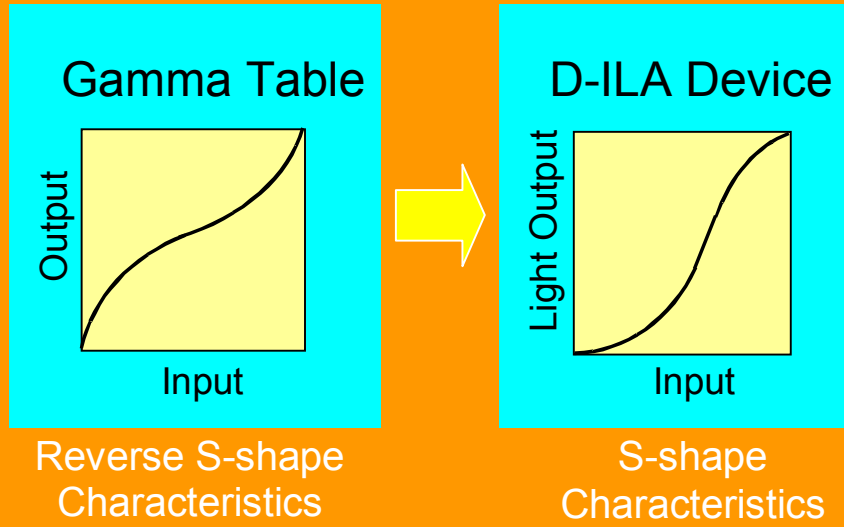 Gamma Table
Output
Input
Reverse S-shape
Characteristics
D-ILA Device
Light Output
Input
S-shape
Characteristics